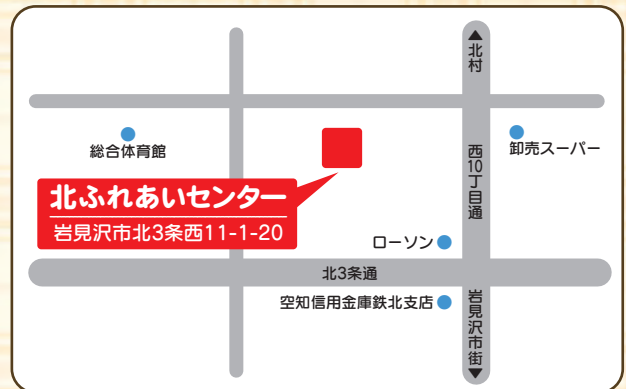 ▲北村
総合体育館
卸売スーパー
西10丁目通
北ふれあいセンター
岩見沢市北3条西11-1-20
ローソン
北3条通
空知信用金庫鉄北支店
岩見沢市街▼